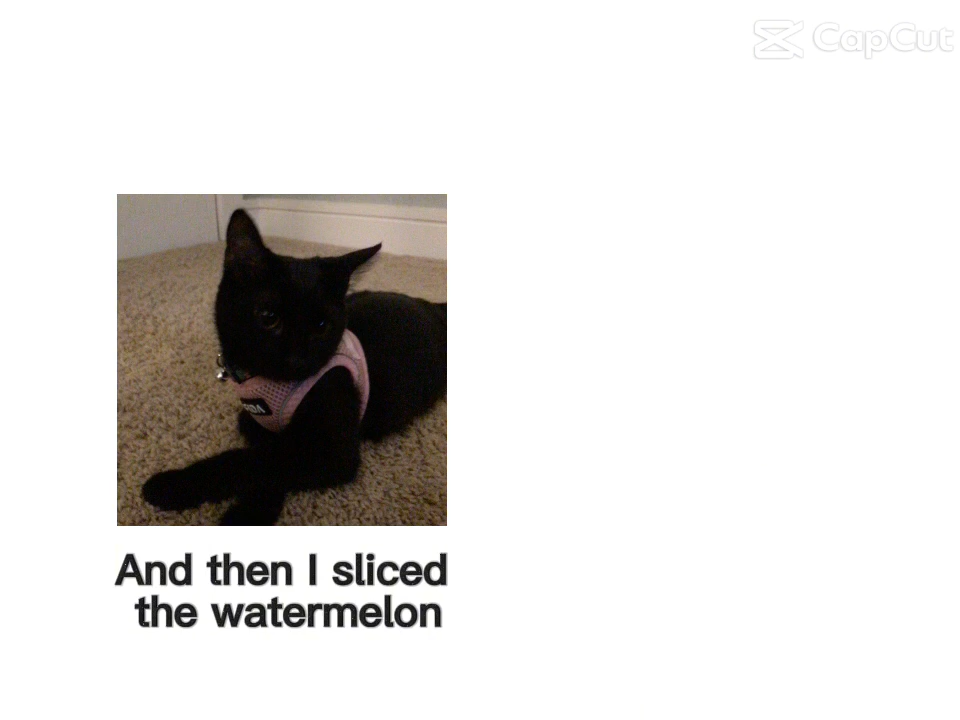 CapCut
And then I sliced
the watermelon